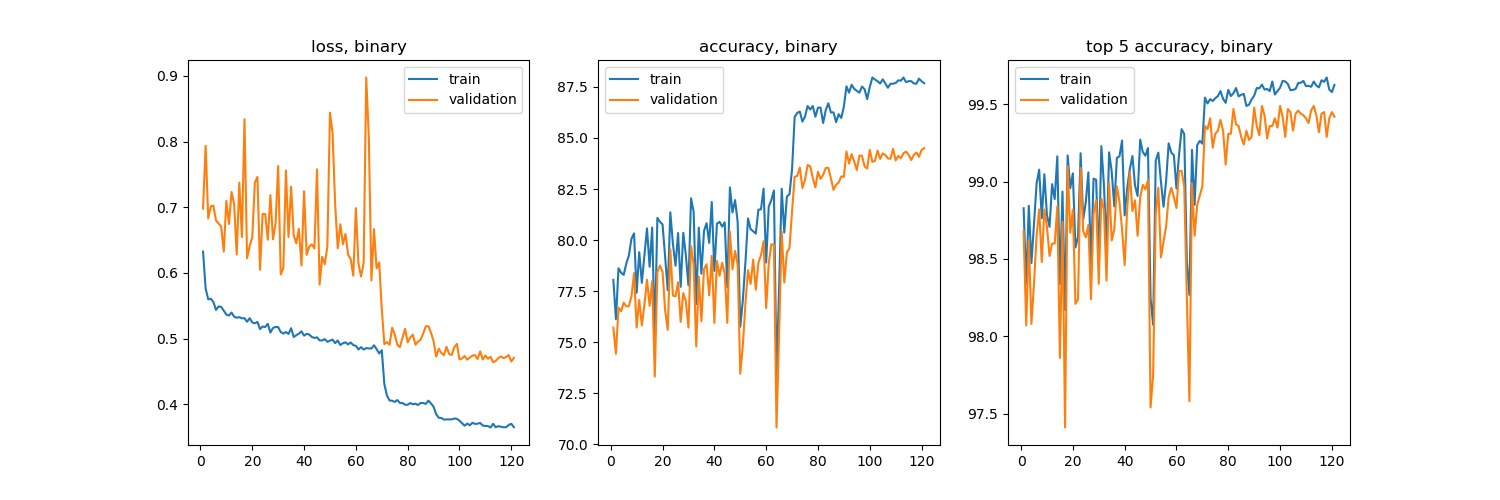 loss, binary
train
validation
0.9
0.8
0.7
0.6
0.5
0.4
0 20 40 60 80 100 120
accuracy, binary
train
validation
87.5
85.0
82.5
80.0
77.5
75.0
72.5
70.0
0 20 40 60 80 100 120
top 5 accuracy, binary
train
validation
99.5
99.0
98.5
98.0
97.5
0 20 40 60 80 100 120